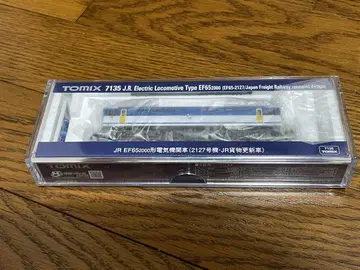 TOMIX 7135 J.R. Electric Locomotive Type EF652000 (EF65-2127/Japan Freight Railway
TOMIX
JR EF652000形電気機関車(2127号機・JR貨物更新車)
7135
TOMIX